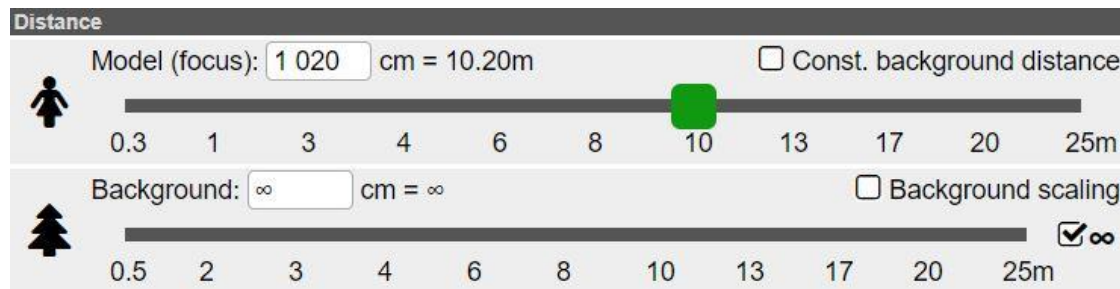 Distance
Model (focus): 1 020 cm = 10.20m Const. background distance
0.3 1 3 4 6 8 10 13 17 20 25m
Background: ∞ cm = ∞ Background scaling
∞
0.5 2 3 4 6 8 10 13 17 20 25m